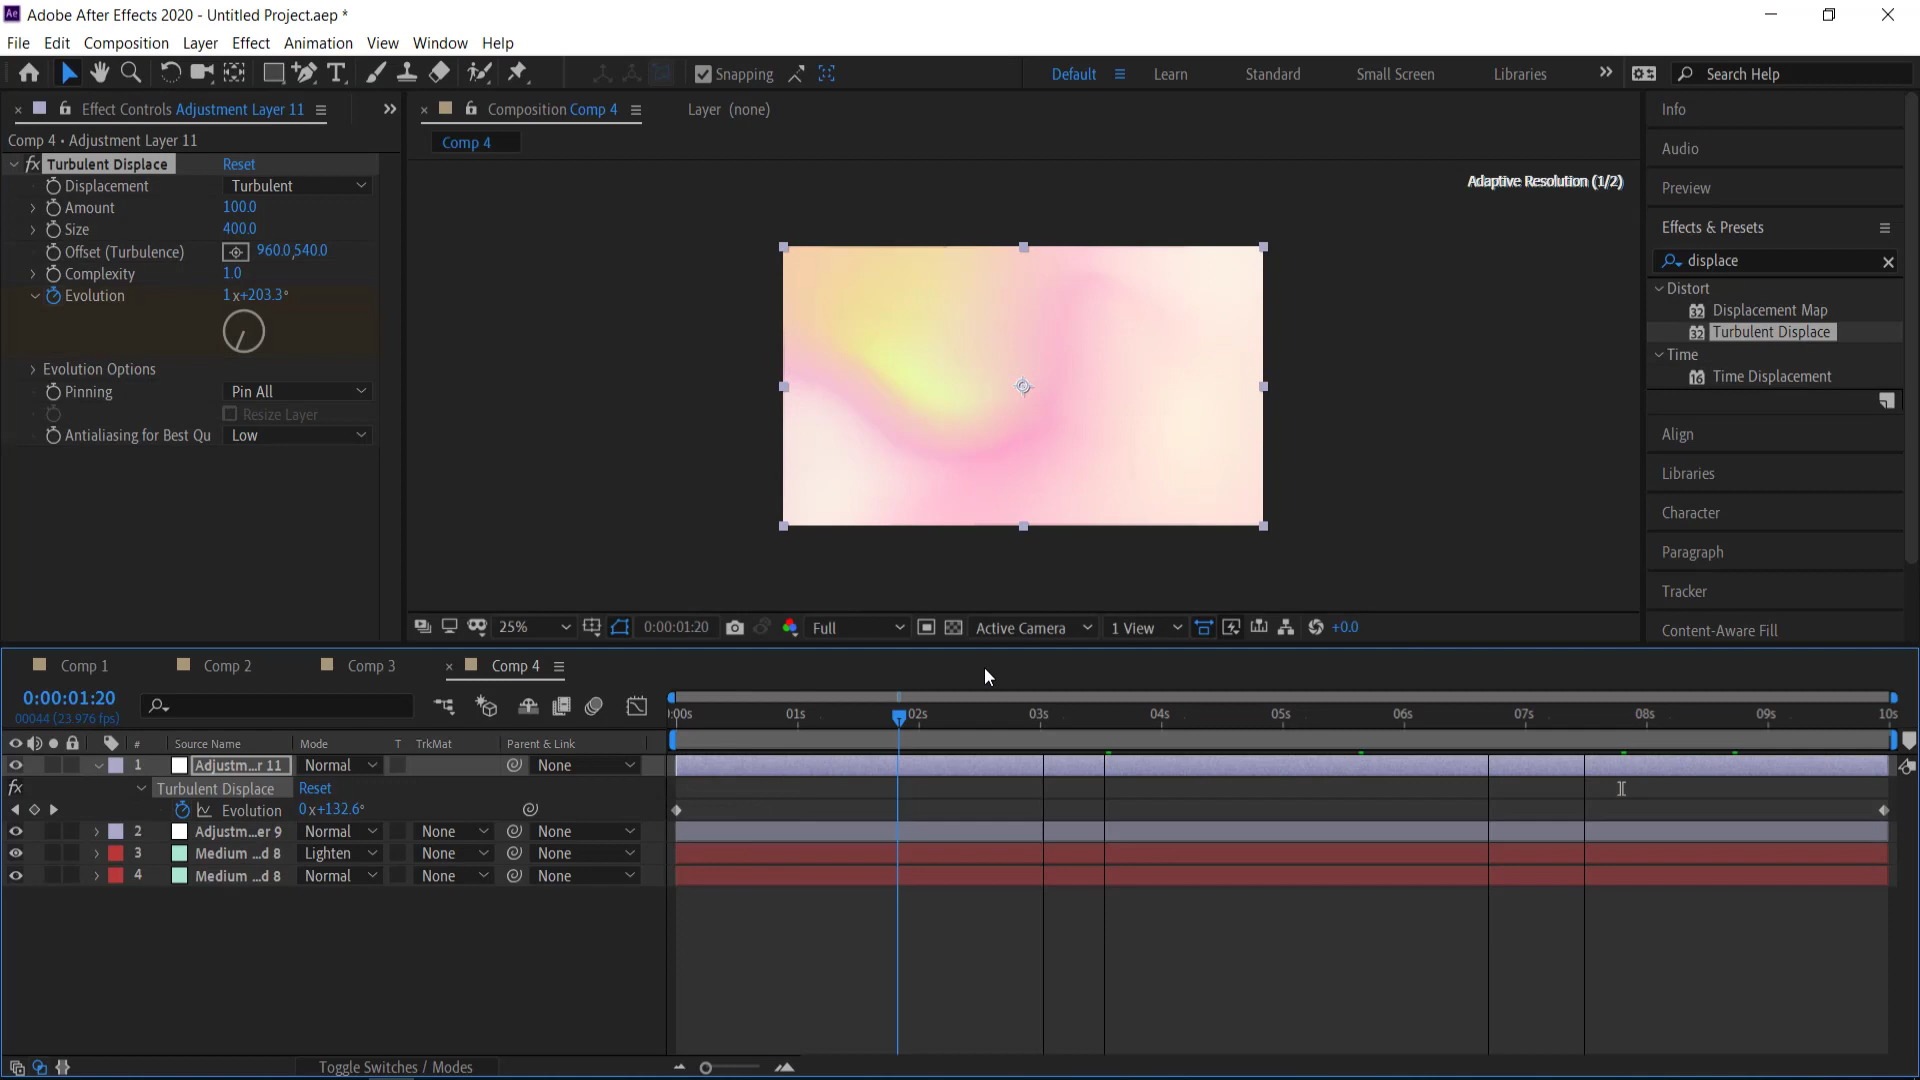 Ae Adobe After Effects 2020 - Untitled Project.aep *
File Edit Composition Layer Effect Animation View Window Help
Snapping Default Learn Standard Small Screen Libraries Search Help
Effect Controls Adjustment Layer 11
Comp 4 • Adjustment Layer 11
fx Turbulent Displace Reset
Displacement Turbulent
Amount 100.0
Size 400.0
Offset (Turbulence) 960.0,540.0
Complexity 1.0
Evolution 1x+203.3°
Evolution Options
Pinning Pin All
Resize Layer
Antialiasing for Best Qu Low
Composition Comp 4 Layer (none)
Comp 4
Adaptive Resolution (1/2)
25% 0:00:01:20 Full Active Camera 1 View +0.0
Info
Audio
Preview
Effects & Presets
displace
Distort
32 Displacement Map
32 Turbulent Displace
Time
16 Time Displacement
Align
Libraries
Character
Paragraph
Tracker
Content-Aware Fill
Comp 1 Comp 2 Comp 3 Comp 4
0:00:01:20
00044 (23.976 fps)
:00s 01s 02s 03s 04s 05s 06s 07s 08s 09s 10s
# Source Name Mode T TrkMat Parent & Link
1 Adjustm...r 11 Normal None
fx Turbulent Displace Reset
Evolution 0x+132.6°
2 Adjustm...er 9 Normal None None
3 Medium ...d 8 Lighten None None
4 Medium ...d 8 Normal None None
Toggle Switches / Modes